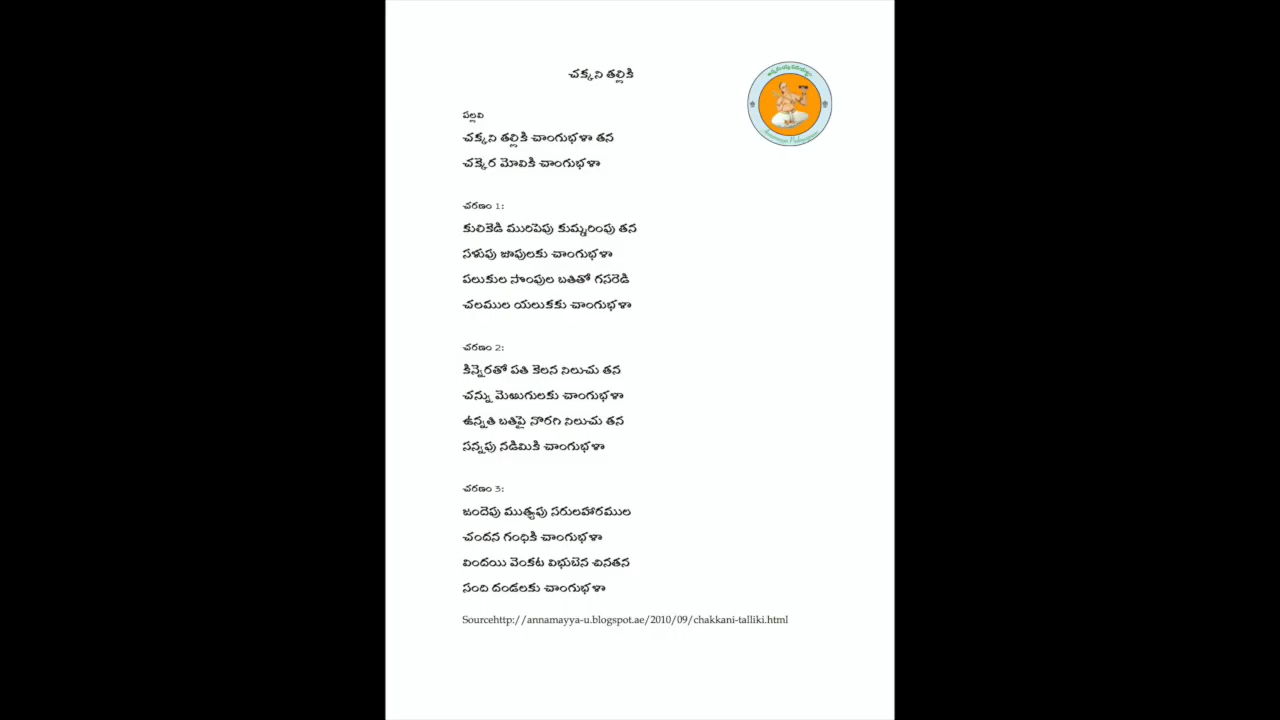 చక్కని తల్లికి
పల్లవి
చక్కని తల్లికి చాంగుభళా తన
చక్కెర మోవికి చాంగుభళా
చరణం 1:
కులికెడి మురిపెపు కుమ్మరింపు తన
సళుపు జూపులకు చాంగుభళా
పలుకుల సొంపుల బతితో గసరెడి
చలముల యలుకకు చాంగుభళా
చరణం 2:
కిన్నెరతో పతి కెలన నిలుచు తన
చన్ను మెఱుగులకు చాంగుభళా
ఉన్నతి బతిపై నొరగి నిలుచు తన
సన్నపు నడిమికి చాంగుభళా
చరణం 3:
జందెపు ముత్యపు సరులహారముల
చందన గంధికి చాంగుభళా
విందయి వెంకట విభుబెన చినతన
సంది దండలకు చాంగుభళా
Sourcehttp://annamayya-u.blogspot.ae/2010/09/chakkani-talliki.html